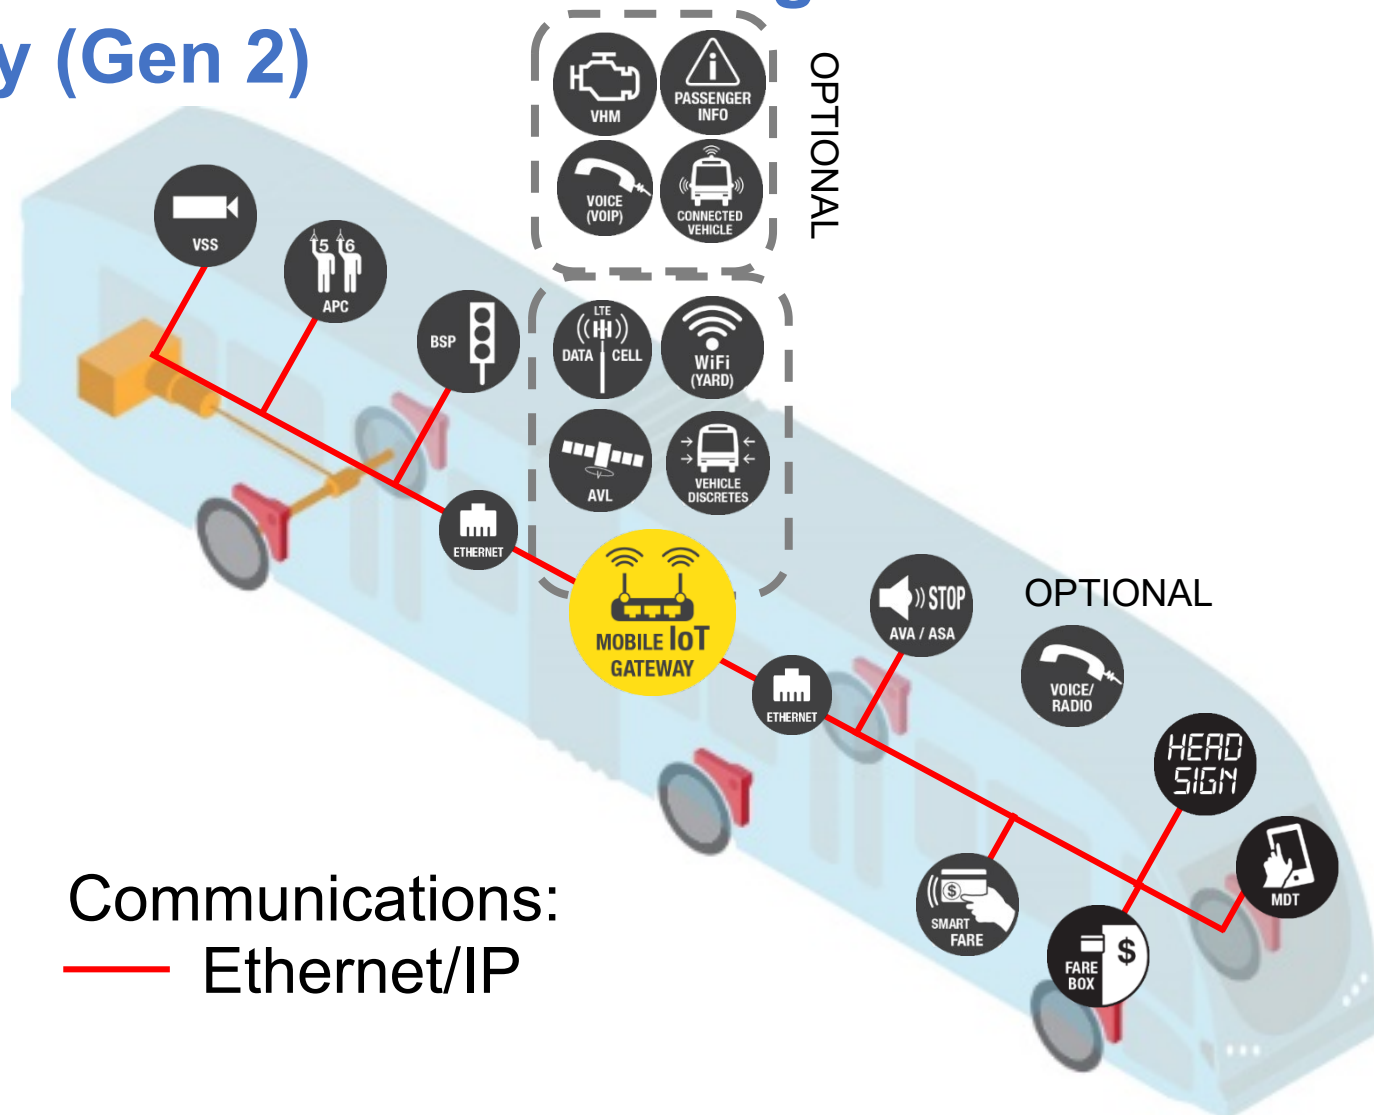 y (Gen 2)
VHM
PASSENGER
INFO
VOICE
(VOIP)
CONNECTED
VEHICLE
OPTIONAL
VSS
5 6
APC
BSP
LTE
DATA CELL
WiFi
(YARD)
AVL
VEHICLE
DISCRETES
ETHERNET
MOBILE IoT
GATEWAY
ETHERNET
STOP
AVA / ASA
OPTIONAL
VOICE/
RADIO
HEAD
SIGN
MDT
$
SMART
FARE
FARE
BOX
$
Communications:
Ethernet/IP